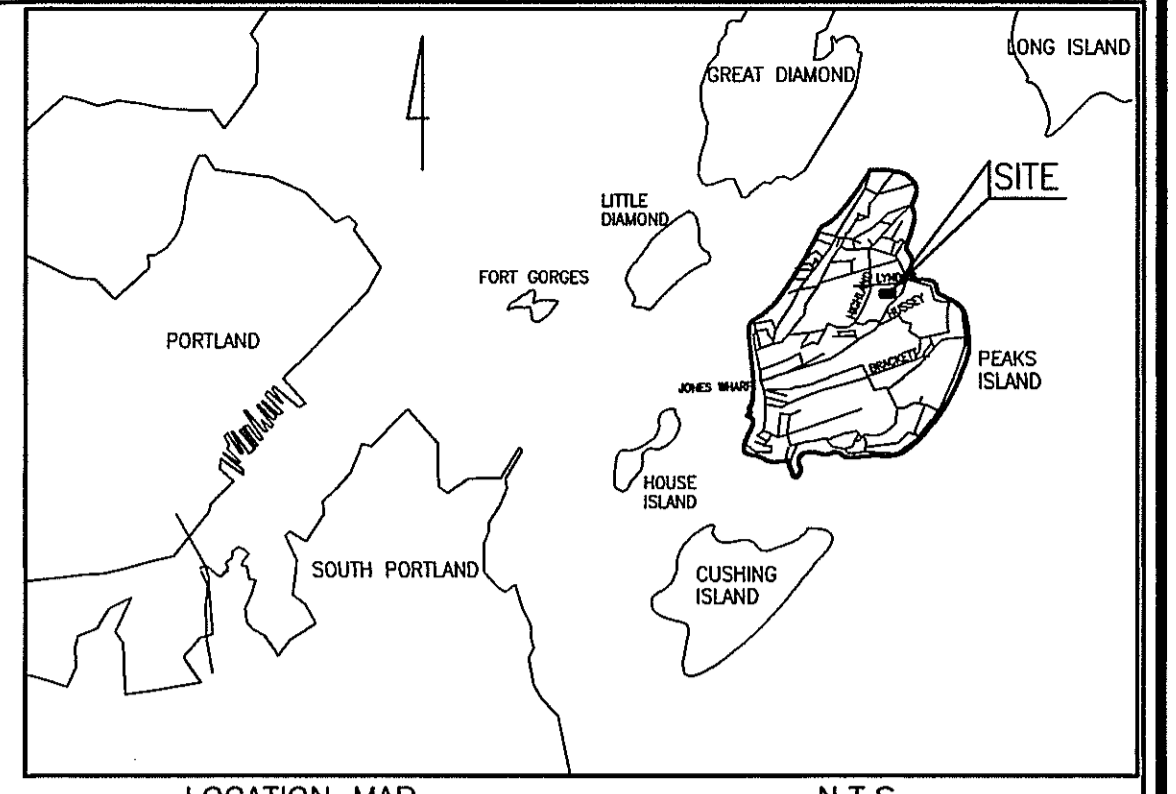 LONG ISLAND
GREAT DIAMOND
SITE
LITTLE
DIAMOND
FORT GORGES
HIGHLAND
HUSSEY
PORTLAND
BRACKETT
PEAKS
ISLAND
JONES WHARF
HOUSE
ISLAND
SOUTH PORTLAND
CUSHING
ISLAND
LOCATION MAP
N.T.S.